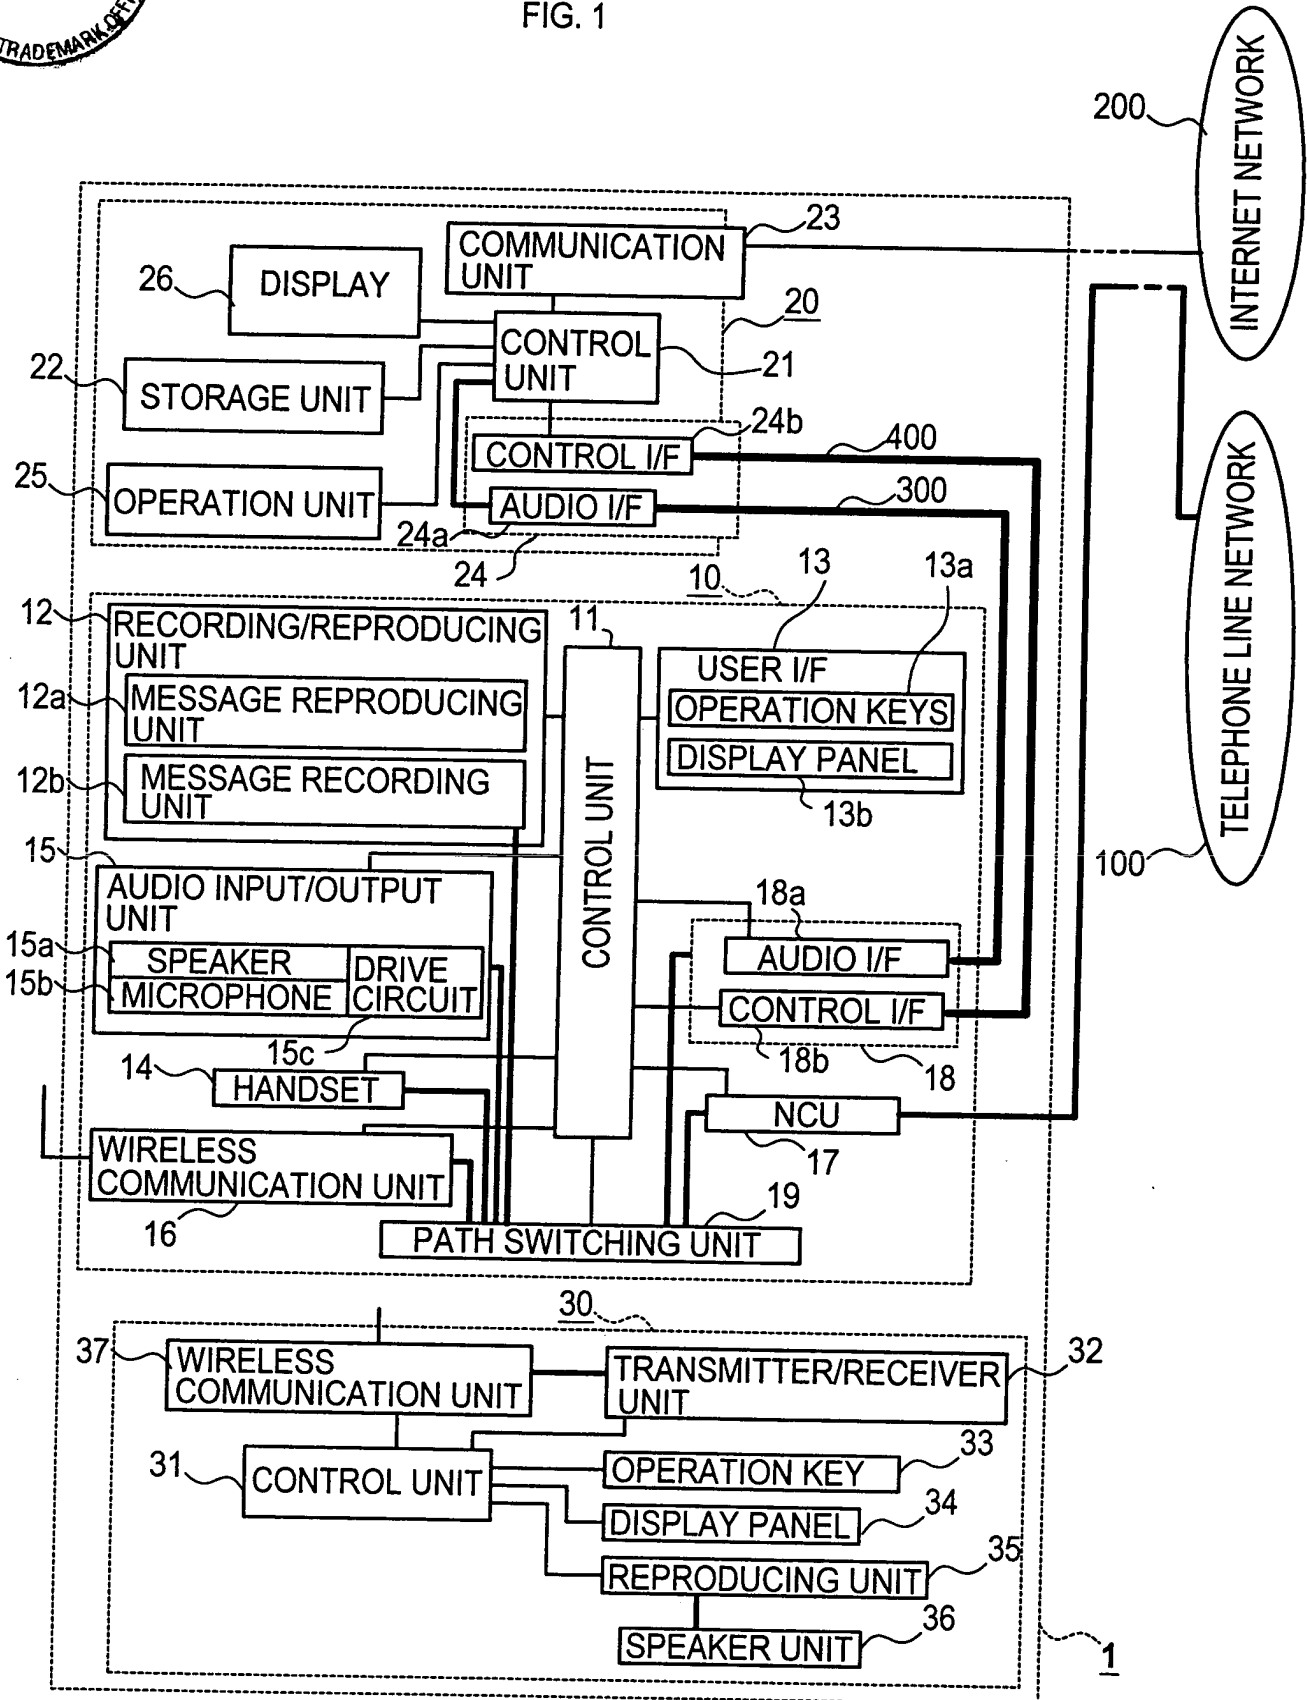 FIG. 1
TRADEMARK OFF
200
INTERNET NETWORK
23
COMMUNICATION
UNIT
26
DISPLAY
20
CONTROL
UNIT
21
22
STORAGE UNIT
24b
400
CONTROL I/F
25
OPERATION UNIT
300
AUDIO I/F
24a
24
TELEPHONE LINE NETWORK
100
10
13
13a
12
RECORDING/REPRODUCING
UNIT
11
USER I/F
12a
MESSAGE REPRODUCING
UNIT
OPERATION KEYS
DISPLAY PANEL
12b
MESSAGE RECORDING
UNIT
13b
CONTROL UNIT
15
AUDIO INPUT/OUTPUT
UNIT
18a
15a
SPEAKER
DRIVE
CIRCUIT
AUDIO I/F
15b
MICROPHONE
CONTROL I/F
15c
18b
18
14
HANDSET
NCU
17
WIRELESS
COMMUNICATION UNIT
16
19
PATH SWITCHING UNIT
30
37
WIRELESS
COMMUNICATION UNIT
32
TRANSMITTER/RECEIVER
UNIT
31
CONTROL UNIT
33
OPERATION KEY
34
DISPLAY PANEL
35
REPRODUCING UNIT
36
SPEAKER UNIT
1